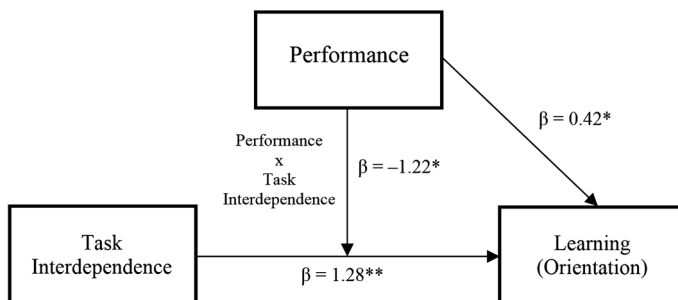 Performance
β = 0.42*
Performance
x
Task
Interdependence
β = –1.22*
Task
Interdependence
β = 1.28**
Learning
(Orientation)